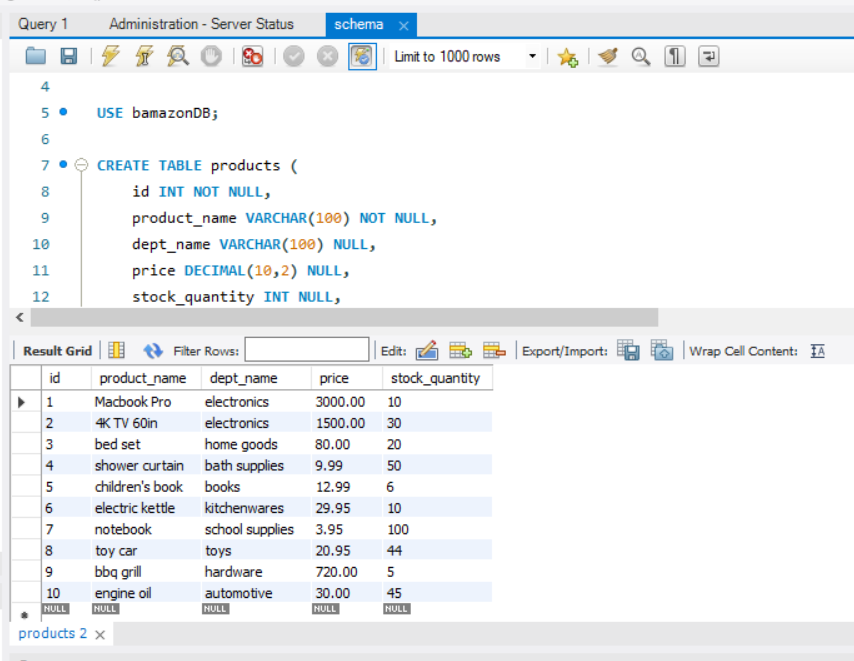 Query 1 Administration - Server Status schema
Limit to 1000 rows
4
5 USE bamazonDB;
6
7 CREATE TABLE products (
8 id INT NOT NULL,
9 product_name VARCHAR(100) NOT NULL,
10 dept_name VARCHAR(100) NULL,
11 price DECIMAL(10,2) NULL,
12 stock_quantity INT NULL,
Result Grid Filter Rows: Edit: Export/Import: Wrap Cell Content: IA
id product_name dept_name price stock_quantity
1 Macbook Pro electronics 3000.00 10
2 4K TV 60in electronics 1500.00 30
3 bed set home goods 80.00 20
4 shower curtain bath supplies 9.99 50
5 children's book books 12.99 6
6 electric kettle kitchenwares 29.95 10
7 notebook school supplies 3.95 100
8 toy car toys 20.95 44
9 bbq grill hardware 720.00 5
10 engine oil automotive 30.00 45
NULL NULL NULL NULL NULL
products 2